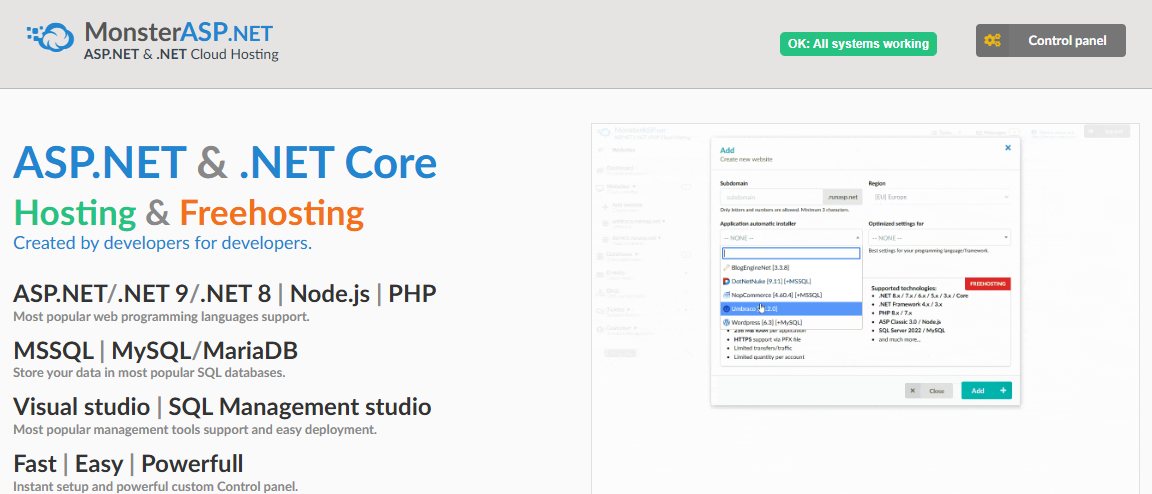 MonsterASP.NET
ASP.NET & .NET Cloud Hosting
OK: All systems working
Control panel
ASP.NET & .NET Core
Hosting & Freehosting
Created by developers for developers.
ASP.NET/.NET 9/.NET 8 | Node.js | PHP
Most popular web programming languages support.
MSSQL | MySQL/MariaDB
Store your data in most popular SQL databases.
Visual studio | SQL Management studio
Most popular management tools support and easy deployment.
Fast | Easy | Powerfull
Instant setup and powerful custom Control panel.
Add
Create new website
Subdomain
Region
subdomain
.runasp.net
[EU] Europe
Only letters and numbers are allowed. Minimum 3 characters.
Application automatic installer
Optimized settings for
-- NONE --
-- NONE --
Best settings for your programming language/framework.
BlogEngineNet [3.3.8]
DotNetNuke [9.11] [+MSSQL]
NopCommerce [4.60.4] [+MSSQL]
Umbraco
Wordpress [6.3] [+MySQL]
256 MB RAM per application
HTTPS support via PFX file
Limited transfers/traffic
Limited quantity per account
FREEHOSTING
Supported technologies:
.NET 8.x / 7.x / 6.x / 5.x / 3.x / Core
.NET Framework 4.x / 3.x
PHP 8.x / 7.x
ASP Classic 3.0 / Node.js
SQL Server 2022 / MySQL
and much more...
Close
Add